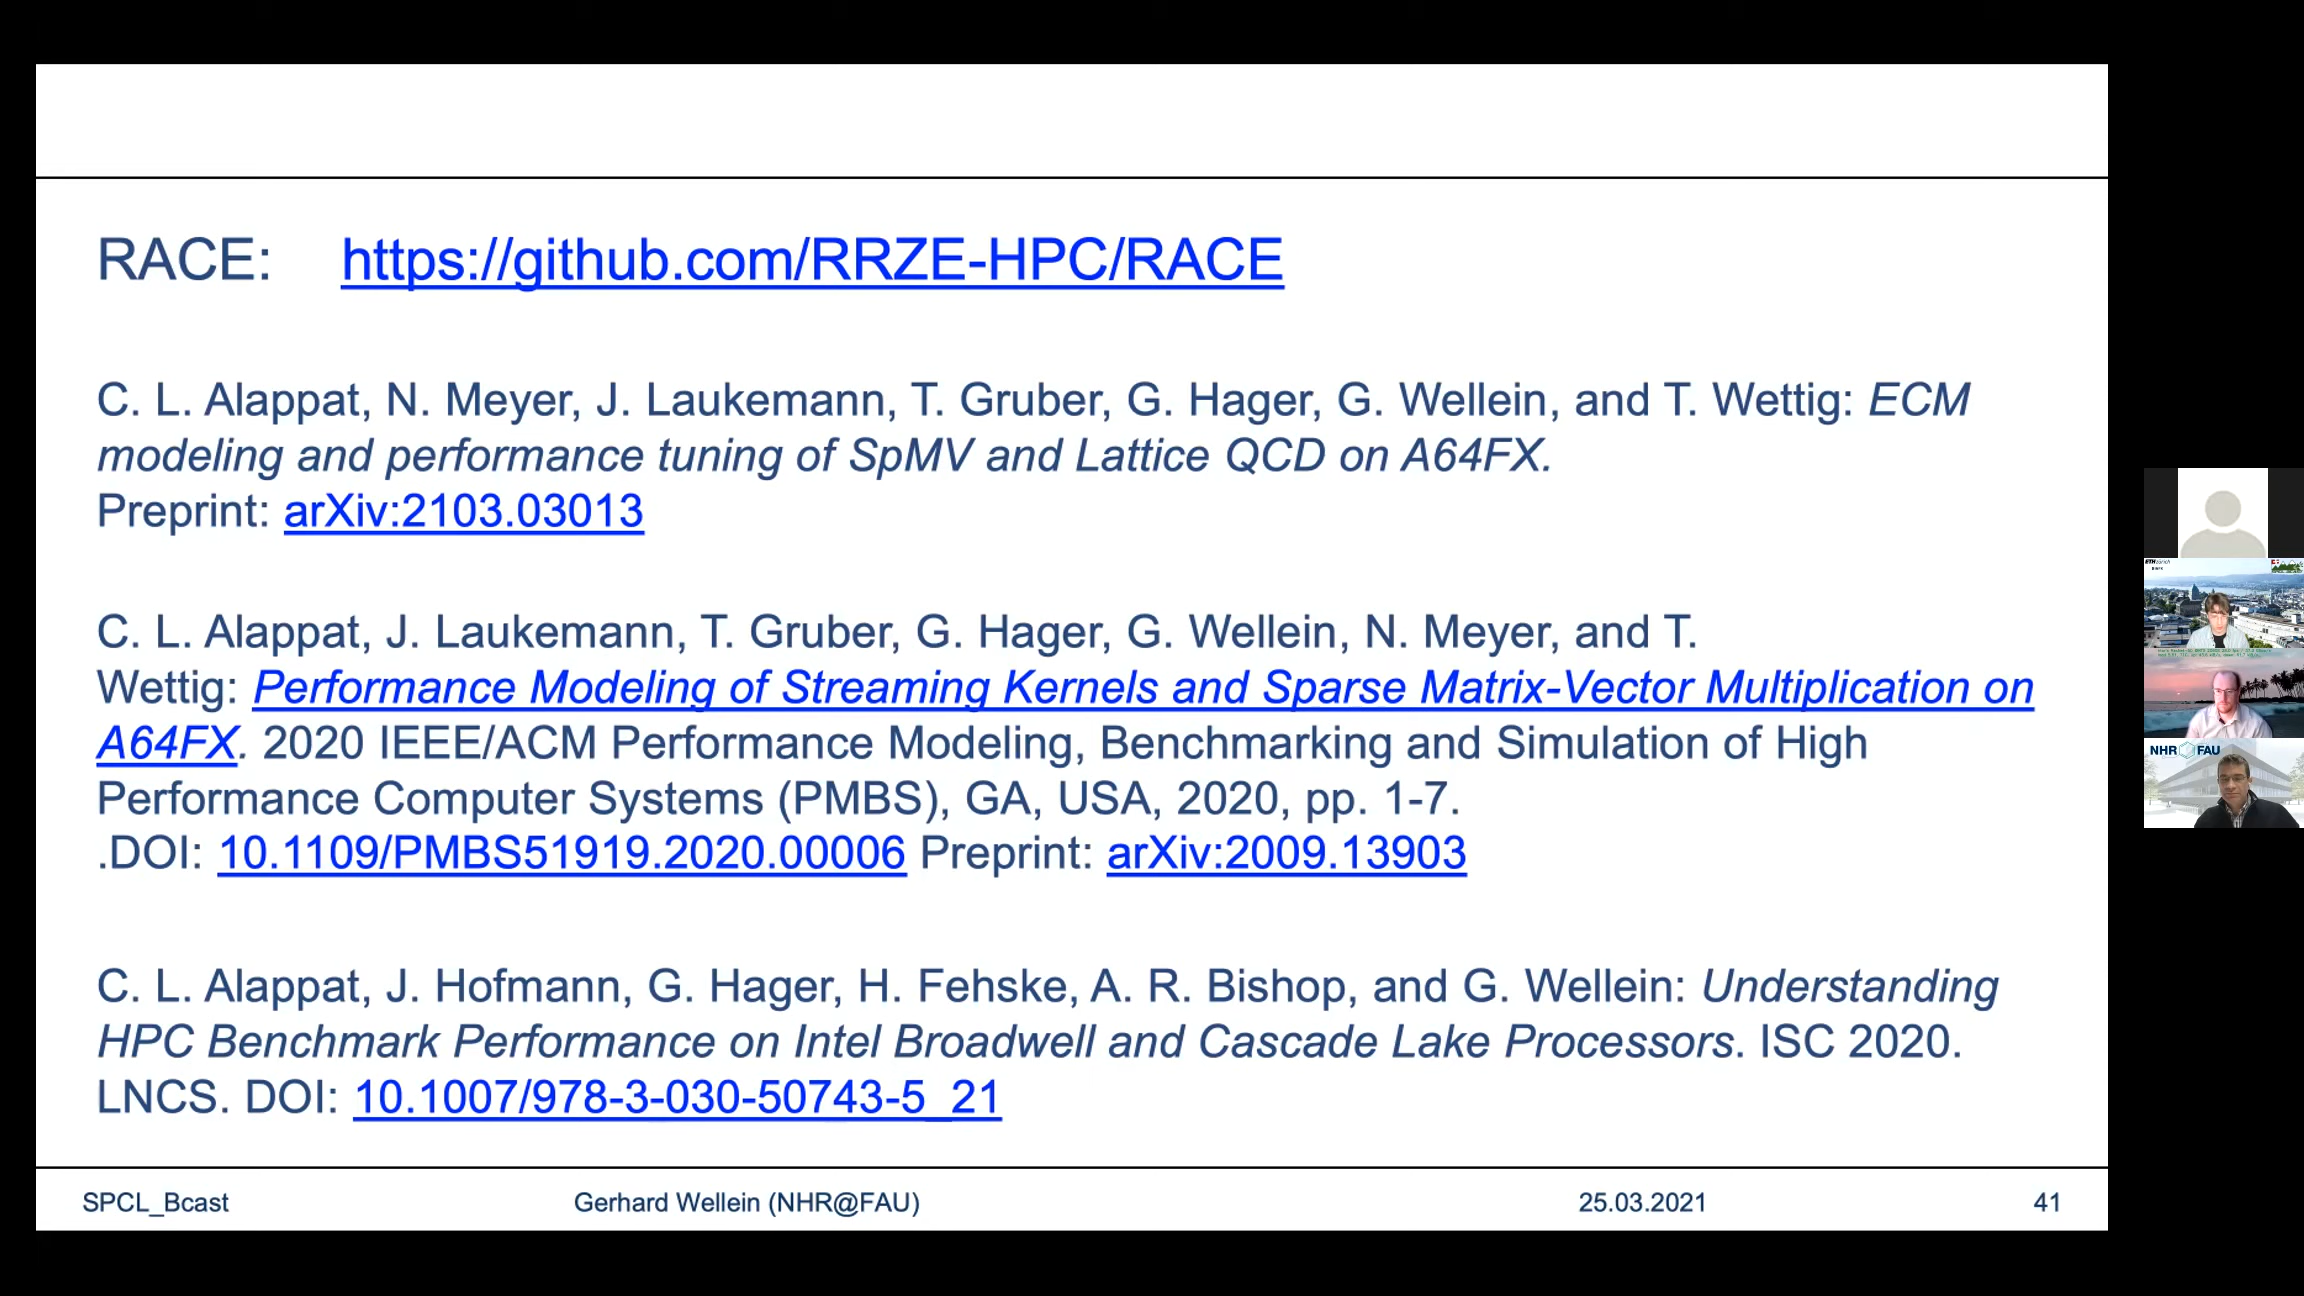 RACE: https://github.com/RRZE-HPC/RACE
C. L. Alappat, N. Meyer, J. Laukemann, T. Gruber, G. Hager, G. Wellein, and T. Wettig: ECM
modeling and performance tuning of SpMV and Lattice QCD on A64FX.
Preprint: arXiv:2103.03013
C. L. Alappat, J. Laukemann, T. Gruber, G. Hager, G. Wellein, N. Meyer, and T.
Wettig: Performance Modeling of Streaming Kernels and Sparse Matrix-Vector Multiplication on
A64FX. 2020 IEEE/ACM Performance Modeling, Benchmarking and Simulation of High
Performance Computer Systems (PMBS), GA, USA, 2020, pp. 1-7.
.DOI: 10.1109/PMBS51919.2020.00006 Preprint: arXiv:2009.13903
C. L. Alappat, J. Hofmann, G. Hager, H. Fehske, A. R. Bishop, and G. Wellein: Understanding
HPC Benchmark Performance on Intel Broadwell and Cascade Lake Processors. ISC 2020.
LNCS. DOI: 10.1007/978-3-030-50743-5_21
SPCL_Bcast Gerhard Wellein (NHR@FAU) 25.03.2021 41
ETH zürich
NHR FAU